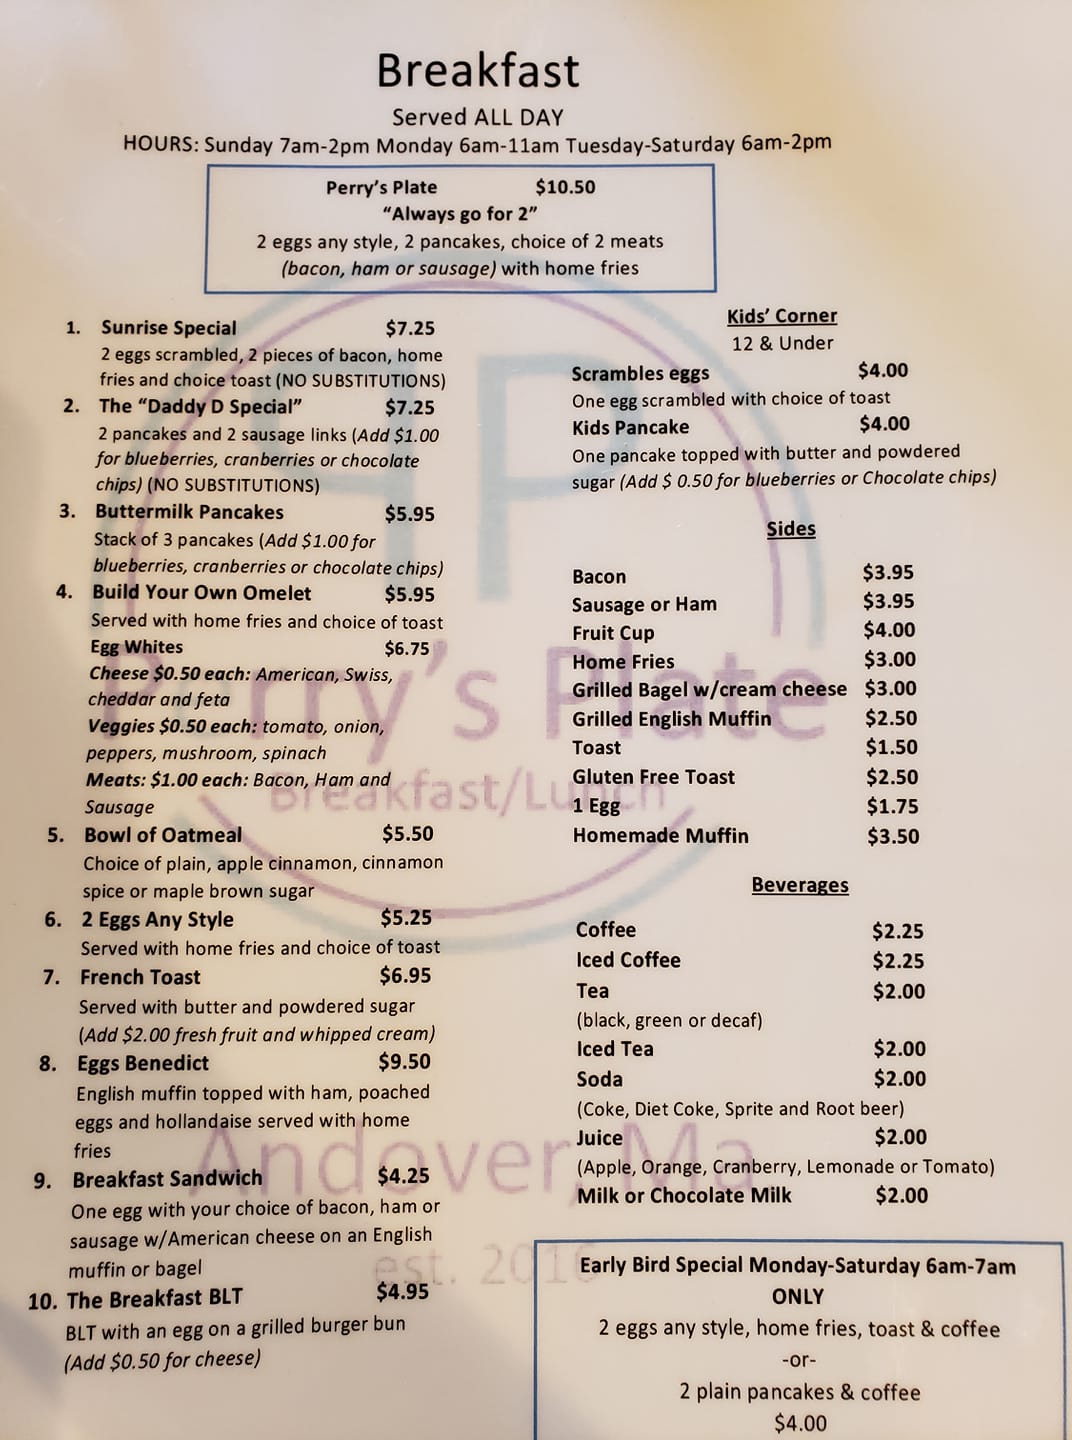 Breakfast
Served ALL DAY
HOURS: Sunday 7am-2pm Monday 6am-11am Tuesday-Saturday 6am-2pm
Perry's Plate $10.50
"Always go for 2"
2 eggs any style, 2 pancakes, choice of 2 meats
(bacon, ham or sausage) with home fries
1. Sunrise Special $7.25
2 eggs scrambled, 2 pieces of bacon, home
fries and choice toast (NO SUBSTITUTIONS)
2. The "Daddy D Special" $7.25
2 pancakes and 2 sausage links (Add $1.00
for blueberries, cranberries or chocolate
chips) (NO SUBSTITUTIONS)
3. Buttermilk Pancakes $5.95
Stack of 3 pancakes (Add $1.00 for
blueberries, cranberries or chocolate chips)
4. Build Your Own Omelet $5.95
Served with home fries and choice of toast
Egg Whites $6.75
Cheese $0.50 each: American, Swiss,
cheddar and feta
Veggies $0.50 each: tomato, onion,
peppers, mushroom, spinach
Meats: $1.00 each: Bacon, Ham and
Sausage
5. Bowl of Oatmeal $5.50
Choice of plain, apple cinnamon, cinnamon
spice or maple brown sugar
6. 2 Eggs Any Style $5.25
Served with home fries and choice of toast
7. French Toast $6.95
Served with butter and powdered sugar
(Add $2.00 fresh fruit and whipped cream)
8. Eggs Benedict $9.50
English muffin topped with ham, poached
eggs and hollandaise served with home
fries
9. Breakfast Sandwich $4.25
One egg with your choice of bacon, ham or
sausage w/American cheese on an English
muffin or bagel
10. The Breakfast BLT $4.95
BLT with an egg on a grilled burger bun
(Add $0.50 for cheese)
Kids' Corner
12 & Under
Scrambles eggs $4.00
One egg scrambled with choice of toast
Kids Pancake $4.00
One pancake topped with butter and powdered
sugar (Add $ 0.50 for blueberries or Chocolate chips)
Sides
Bacon $3.95
Sausage or Ham $3.95
Fruit Cup $4.00
Home Fries $3.00
Grilled Bagel w/cream cheese $3.00
Grilled English Muffin $2.50
Toast $1.50
Gluten Free Toast $2.50
1 Egg $1.75
Homemade Muffin $3.50
Beverages
Coffee $2.25
Iced Coffee $2.25
Tea $2.00
(black, green or decaf)
Iced Tea $2.00
Soda $2.00
(Coke, Diet Coke, Sprite and Root beer)
Juice $2.00
(Apple, Orange, Cranberry, Lemonade or Tomato)
Milk or Chocolate Milk $2.00
Early Bird Special Monday-Saturday 6am-7am
ONLY
2 eggs any style, home fries, toast & coffee
-or-
2 plain pancakes & coffee
$4.00
PP
Perry's Plate
Breakfast/Lunch
Andover, Ma
est. 2016